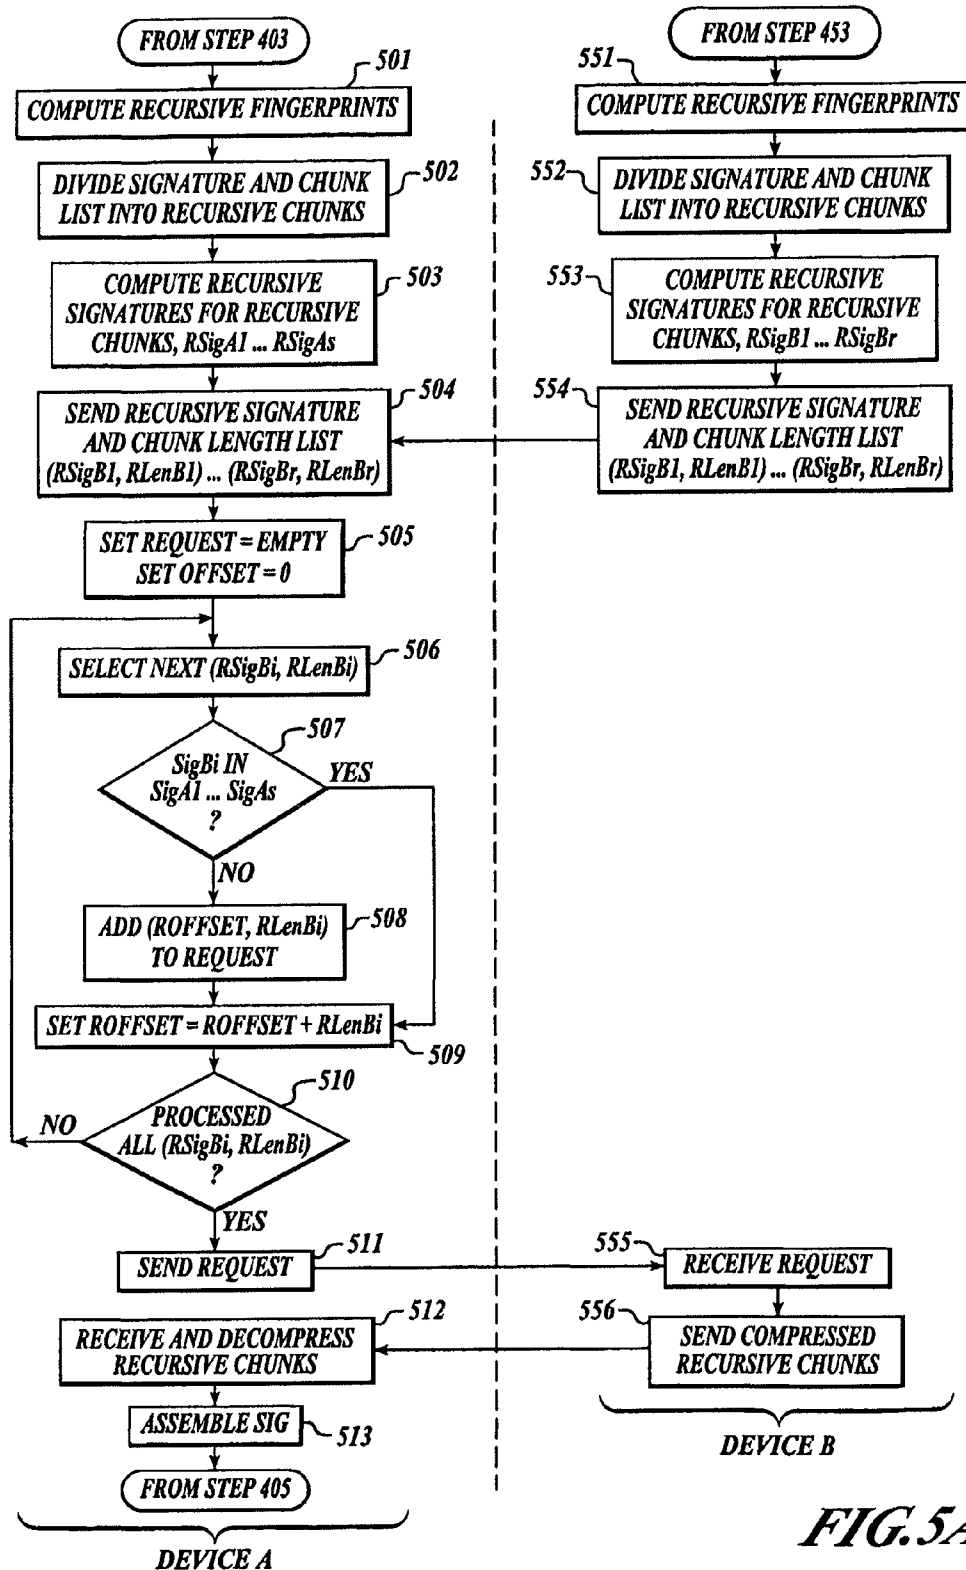 FROM STEP 403
501
COMPUTE RECURSIVE FINGERPRINTS
DIVIDE SIGNATURE AND CHUNK
LIST INTO RECURSIVE CHUNKS
502
COMPUTE RECURSIVE
SIGNATURES FOR RECURSIVE
CHUNKS, RSigA1 ... RSigAs
503
SEND RECURSIVE SIGNATURE
AND CHUNK LENGTH LIST
(RSigB1, RLenB1) ... (RSigBr, RLenBr)
504
SET REQUEST = EMPTY
SET OFFSET = 0
505
SELECT NEXT (RSigBi, RLenBi)
506
507
SigBi IN
SigA1 ... SigAs
?
YES
NO
ADD (ROFFSET, RLenBi)
TO REQUEST
508
SET ROFFSET = ROFFSET + RLenBi
509
510
PROCESSED
ALL (RSigBi, RLenBi)
?
NO
YES
SEND REQUEST
511
512
RECEIVE AND DECOMPRESS
RECURSIVE CHUNKS
ASSEMBLE SIG
513
FROM STEP 405
DEVICE A
FROM STEP 453
551
COMPUTE RECURSIVE FINGERPRINTS
552
DIVIDE SIGNATURE AND CHUNK
LIST INTO RECURSIVE CHUNKS
553
COMPUTE RECURSIVE
SIGNATURES FOR RECURSIVE
CHUNKS, RSigB1 ... RSigBr
554
SEND RECURSIVE SIGNATURE
AND CHUNK LENGTH LIST
(RSigB1, RLenB1) ... (RSigBr, RLenBr)
555
RECEIVE REQUEST
556
SEND COMPRESSED
RECURSIVE CHUNKS
DEVICE B
FIG.5A